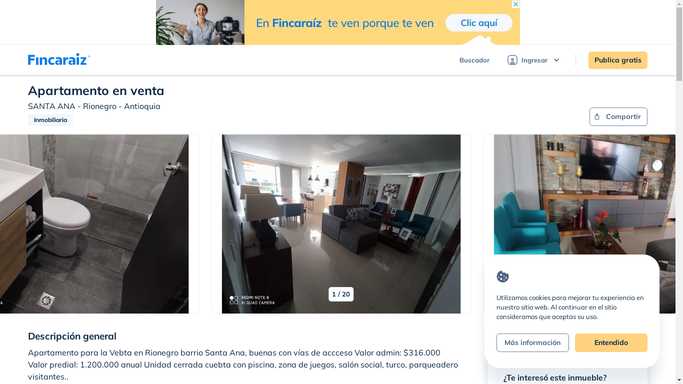 En Fincaraíz te ven porque te ven
Clic aquí
Fincaraíz
Buscador
Ingresar
Publica gratis
Apartamento en venta
SANTA ANA - Rionegro - Antioquia
Inmobiliaria
Compartir
REDMI NOTE 8
AI QUAD CAMERA
1 / 20
Utilizamos cookies para mejorar tu experiencia en
nuestro sitio web. Al continuar en el sitio
consideramos que aceptas su uso.
Más información
Entendido
Descripción general
Apartamento para la Vebta en Rionegro barrio Santa Ana, buenas con vías de accceso Valor admin: $316.000
Valor predial: 1.200.000 anual Unidad cerrada cuebta con piscina, zona de juegos, salón social, turco, parqueadero
visitantes..
¿Te interesó este inmueble?